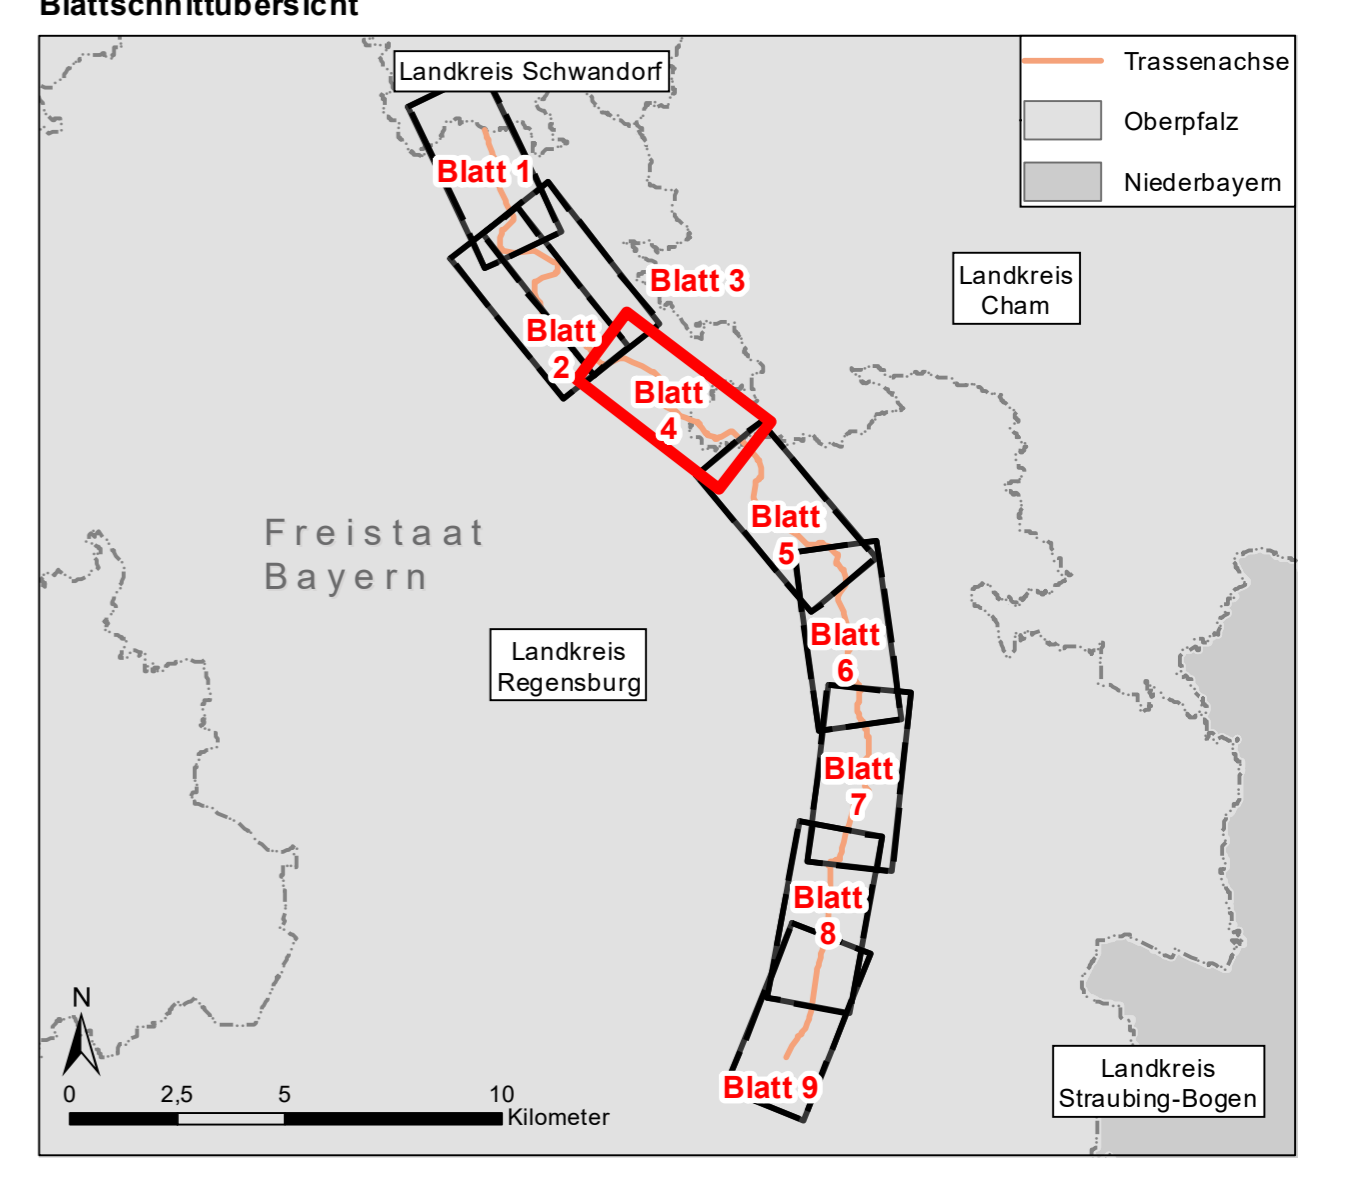 Blattschnittübersicht
Landkreis Schwandorf
Trassenachse
Oberpfalz
Niederbayern
Blatt 1
Blatt 3
Landkreis
Cham
Blatt
2
Blatt
4
Blatt
5
Freistaat
Bayern
Landkreis
Regensburg
Blatt
6
Blatt
7
Blatt
8
Blatt 9
N
0 2,5 5 10
Kilometer
Landkreis
Straubing-Bogen